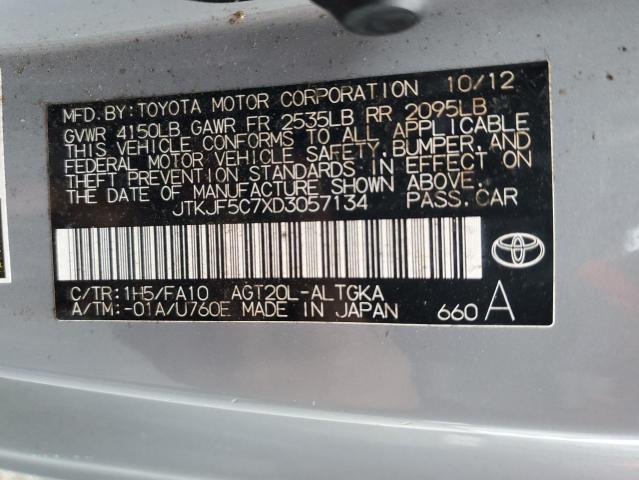 MFD. BY: TOYOTA MOTOR CORPORATION 10/12
GVWR 4150LB GAWR FR 2535LB RR 2095LB
THIS VEHICLE CONFORMS TO ALL APPLICABLE
FEDERAL MOTOR VEHICLE SAFETY, BUMPER, AND
THEFT PREVENTION STANDARDS IN EFFECT ON
THE DATE OF MANUFACTURE SHOWN ABOVE.
JTKJF5C7XD3057134 PASS. CAR
C/TR: 1H5/FA10 AGT20L-ALTGKA
A/TM: -01A/U760E MADE IN JAPAN 660 A